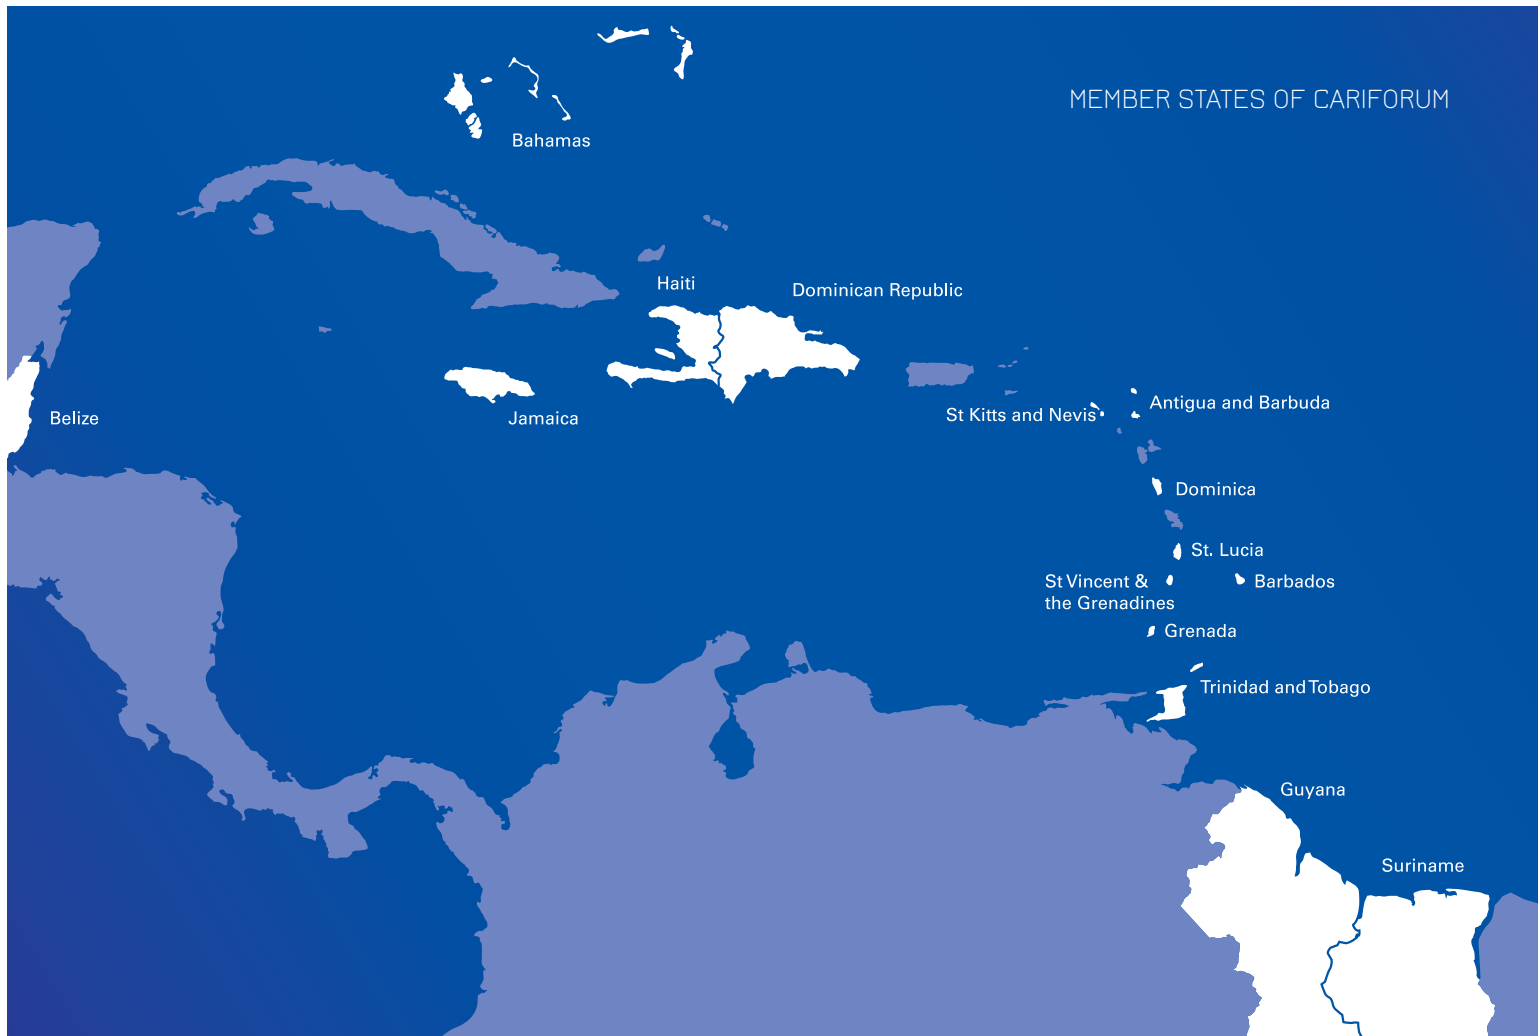 MEMBER STATES OF CARIFORUM
Bahamas
Haiti
Dominican Republic
Belize
Jamaica
St Kitts and Nevis
Antigua and Barbuda
Dominica
St. Lucia
St Vincent &
the Grenadines
Barbados
Grenada
Trinidad and Tobago
Guyana
Suriname